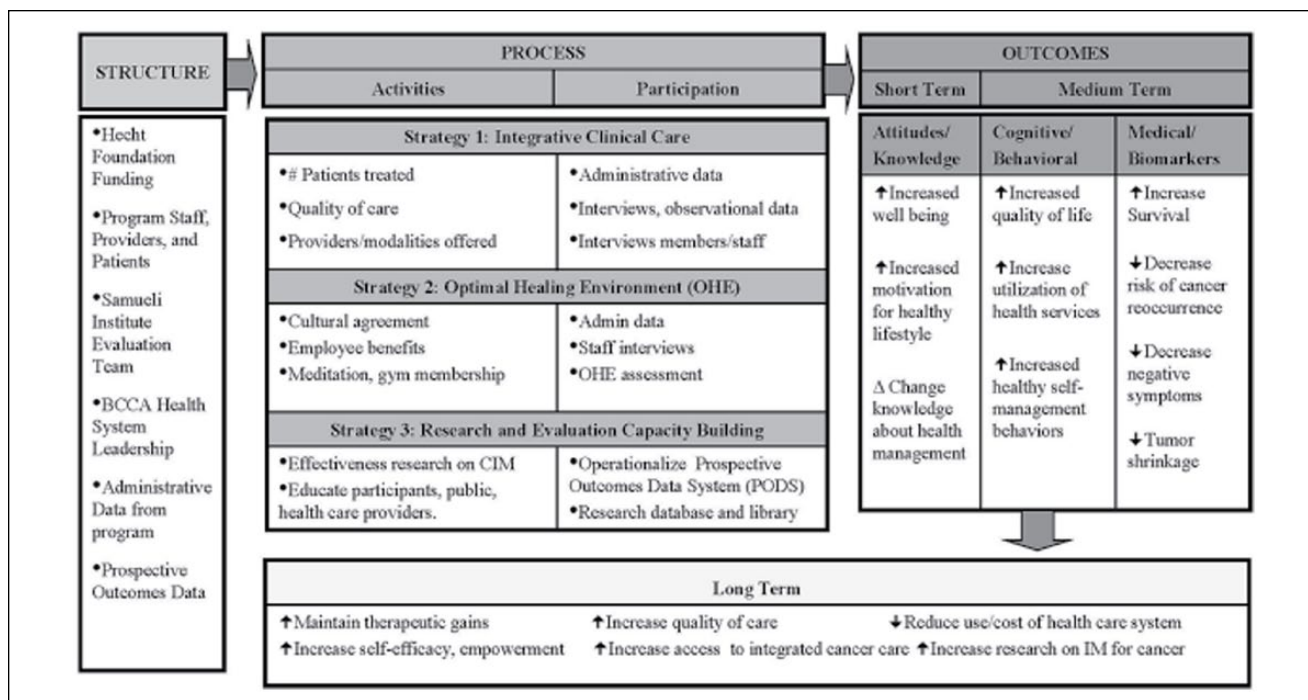 STRUCTURE
•Hecht
Foundation
Funding
•Program Staff,
Providers, and
Patients
•Samueli
Institute
Evaluation
Team
•BCCA Health
System
Leadership
•Administrative
Data from
program
•Prospective
Outcomes Data
PROCESS
Activities
Participation
Strategy 1: Integrative Clinical Care
•# Patients treated
•Quality of care
•Providers/modalities offered
•Administrative data
•Interviews, observational data
•Interviews members/staff
Strategy 2: Optimal Healing Environment (OHE)
•Cultural agreement
•Employee benefits
•Meditation, gym membership
•Admin data
•Staff interviews
•OHE assessment
Strategy 3: Research and Evaluation Capacity Building
•Effectiveness research on CIM
•Educate participants, public,
health care providers.
•Operationalize Prospective
Outcomes Data System (PODS)
•Research database and library
OUTCOMES
Short Term
Medium Term
Attitudes/
Knowledge
↑Increased
well being
↑Increased
motivation
for healthy
lifestyle
Δ Change
knowledge
about health
management
Cognitive/
Behavioral
↑Increased
quality of life
↑Increase
utilization of
health services
↑Increased
healthy self-
management
behaviors
Medical/
Biomarkers
↑Increase
Survival
↓Decrease
risk of cancer
reoccurrence
↓Decrease
negative
symptoms
↓Tumor
shrinkage
Long Term
↑Maintain therapeutic gains
↑Increase quality of care
↓Reduce use/cost of health care system
↑Increase self-efficacy, empowerment
↑Increase access to integrated cancer care
↑Increase research on IM for cancer